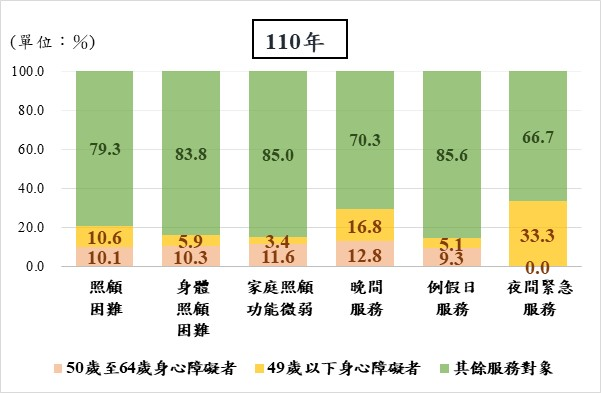 110年
(單位：%)
100.0
80.0
60.0
40.0
20.0
0.0
79.3 83.8 85.0 70.3 85.6 66.7
10.6 5.9 3.4 16.8 5.1 33.3
10.1 10.3 11.6 12.8 9.3 0.0
照顧 身體 家庭照顧 晚間 例假日 夜間緊急
困難 照顧 功能微弱 服務 服務 服務
困難
50歲至64歲身心障礙者 49歲以下身心障礙者 其餘服務對象